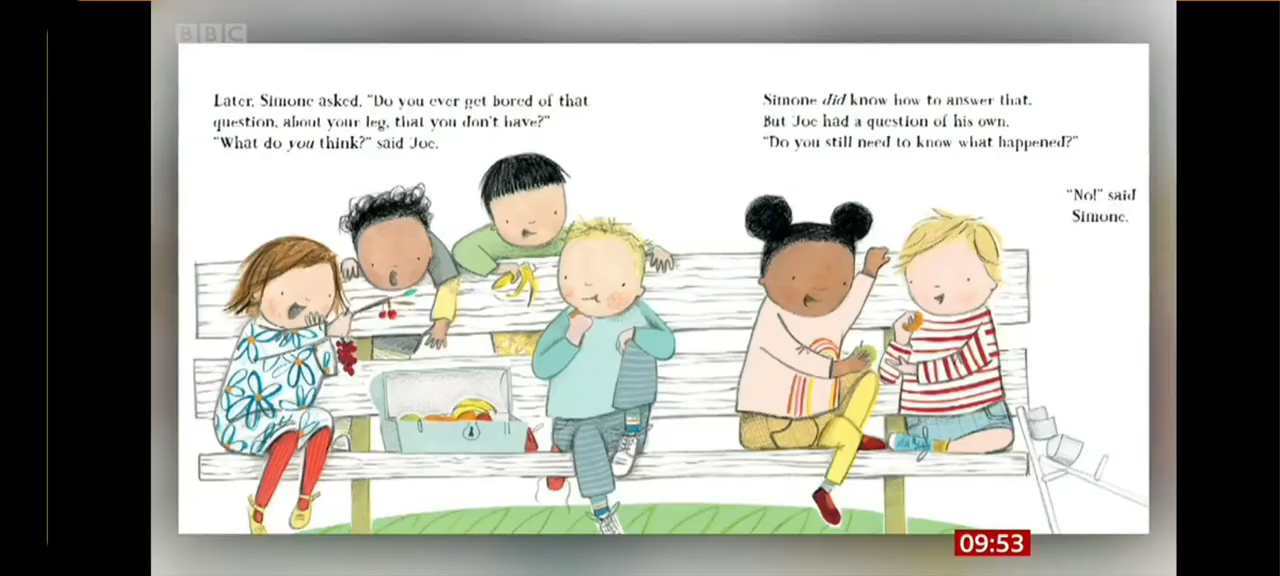 BBC
Later, Simone asked, "Do you ever get bored of that
question, about your leg, that you don't have?"
"What do you think?" said Joe.
Simone did know how to answer that.
But Joe had a question of his own.
"Do you still need to know what happened?"
"No!" said
Simone.
09:53